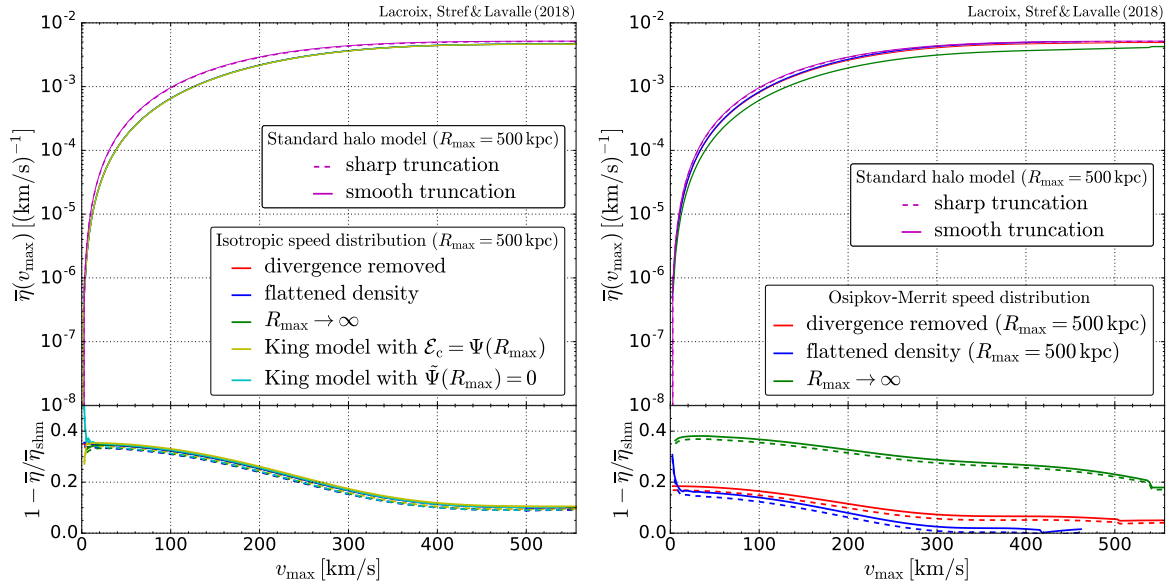 Lacroix, Stref & Lavalle (2018)
10⁻²
10⁻³
10⁻⁴
10⁻⁵
10⁻⁶
10⁻⁷
10⁻⁸
η̅(v_max) [(km/s)⁻¹]
Standard halo model (R_max = 500 kpc)
sharp truncation
smooth truncation
Isotropic speed distribution (R_max = 500 kpc)
divergence removed
flattened density
R_max → ∞
King model with ℰ_c = Ψ(R_max)
King model with Ψ̃(R_max) = 0
0.4
0.2
0.0
1 − η̅/η̅_shm
0 100 200 300 400 500
v_max [km/s]
Lacroix, Stref & Lavalle (2018)
10⁻²
10⁻³
10⁻⁴
10⁻⁵
10⁻⁶
10⁻⁷
10⁻⁸
η̅(v_max) [(km/s)⁻¹]
Standard halo model (R_max = 500 kpc)
sharp truncation
smooth truncation
Osipkov-Merrit speed distribution
divergence removed (R_max = 500 kpc)
flattened density (R_max = 500 kpc)
R_max → ∞
0.4
0.2
0.0
1 − η̅/η̅_shm
0 100 200 300 400 500
v_max [km/s]